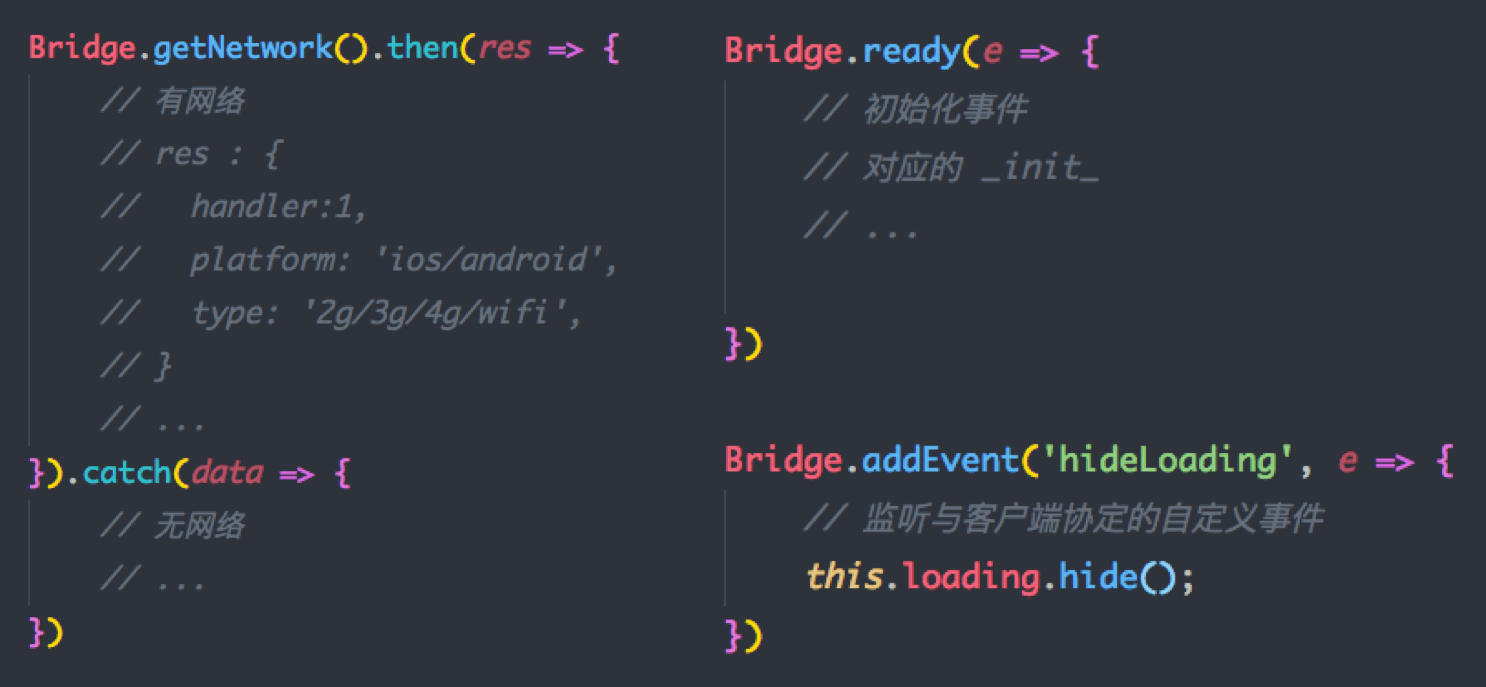 Bridge.getNetwork().then(res => {
// 有网络
// res : {
// handler:1,
// platform: 'ios/android',
// type: '2g/3g/4g/wifi',
// }
// ...
}).catch(data => {
// 无网络
// ...
})
Bridge.ready(e => {
// 初始化事件
// 对应的 _init_
// ...
})
Bridge.addEvent('hideLoading', e => {
// 监听与客户端协定的自定义事件
this.loading.hide();
})